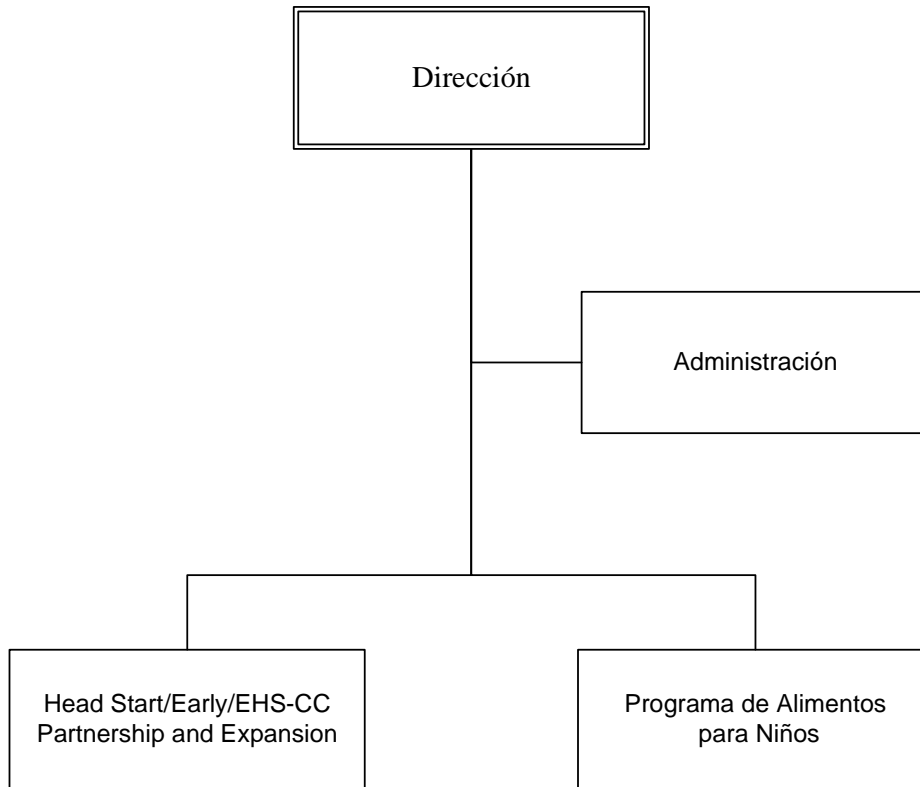 Dirección
Administración
Head Start/Early/EHS-CC
Partnership and Expansion
Programa de Alimentos
para Niños